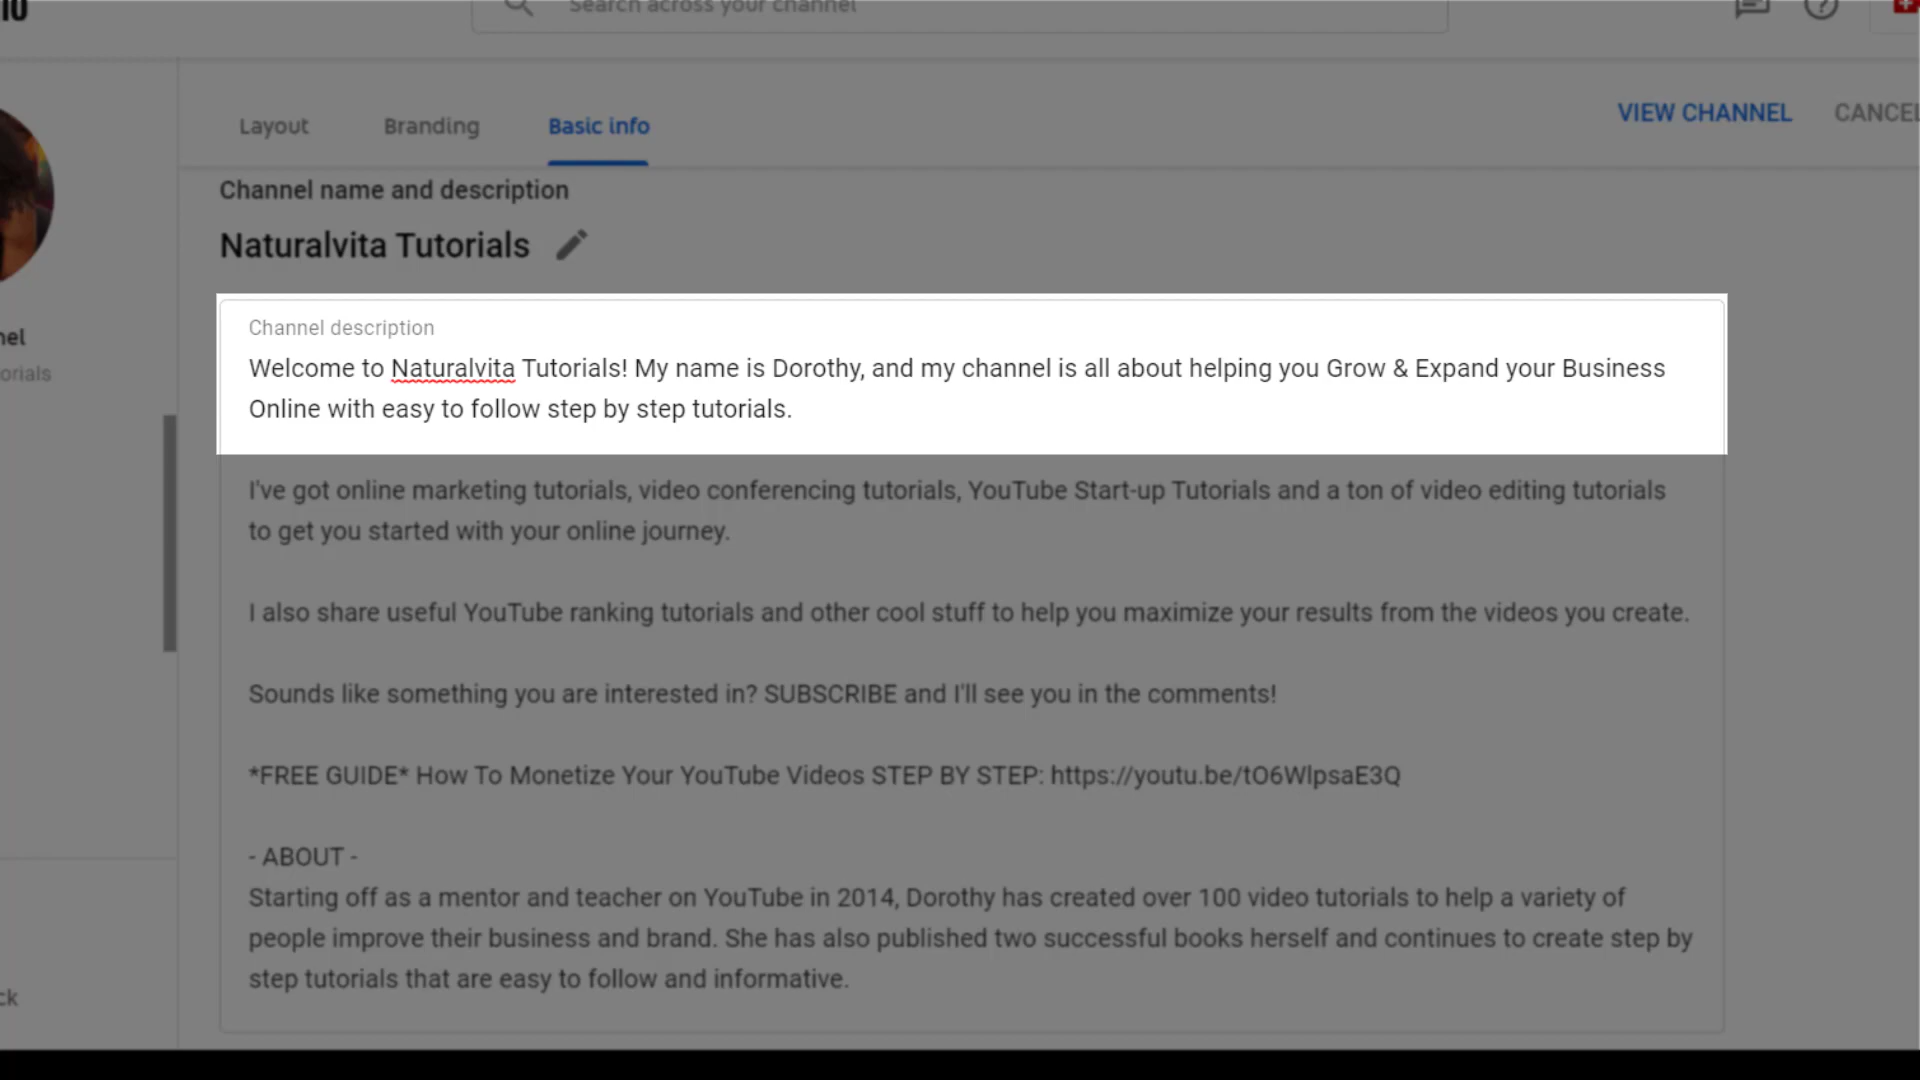 Search across your channel
Layout Branding Basic info VIEW CHANNEL CANCEL
Channel name and description
Naturalvita Tutorials
Channel description
Welcome to Naturalvita Tutorials! My name is Dorothy, and my channel is all about helping you Grow & Expand your Business
Online with easy to follow step by step tutorials.
I've got online marketing tutorials, video conferencing tutorials, YouTube Start-up Tutorials and a ton of video editing tutorials
to get you started with your online journey.
I also share useful YouTube ranking tutorials and other cool stuff to help you maximize your results from the videos you create.
Sounds like something you are interested in? SUBSCRIBE and I'll see you in the comments!
*FREE GUIDE* How To Monetize Your YouTube Videos STEP BY STEP: https://youtu.be/tO6WlpsaE3Q
- ABOUT -
Starting off as a mentor and teacher on YouTube in 2014, Dorothy has created over 100 video tutorials to help a variety of
people improve their business and brand. She has also published two successful books herself and continues to create step by
step tutorials that are easy to follow and informative.